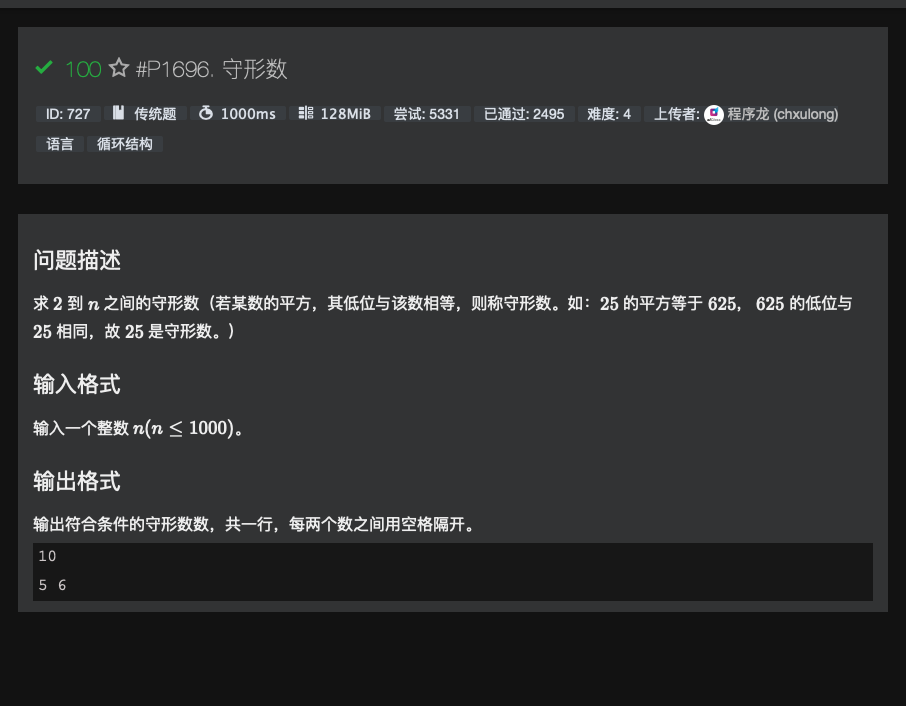 100 #P1696. 守形数
ID: 727 传统题 1000ms 128MiB 尝试: 5331 已通过: 2495 难度: 4 上传者: 程序龙 (chxulong)
语言 循环结构
问题描述
求 2 到 n 之间的守形数（若某数的平方，其低位与该数相等，则称守形数。如：25 的平方等于 625， 625 的低位与
25 相同，故 25 是守形数。）
输入格式
输入一个整数 n(n ≤ 1000)。
输出格式
输出符合条件的守形数数，共一行，每两个数之间用空格隔开。
10
5 6